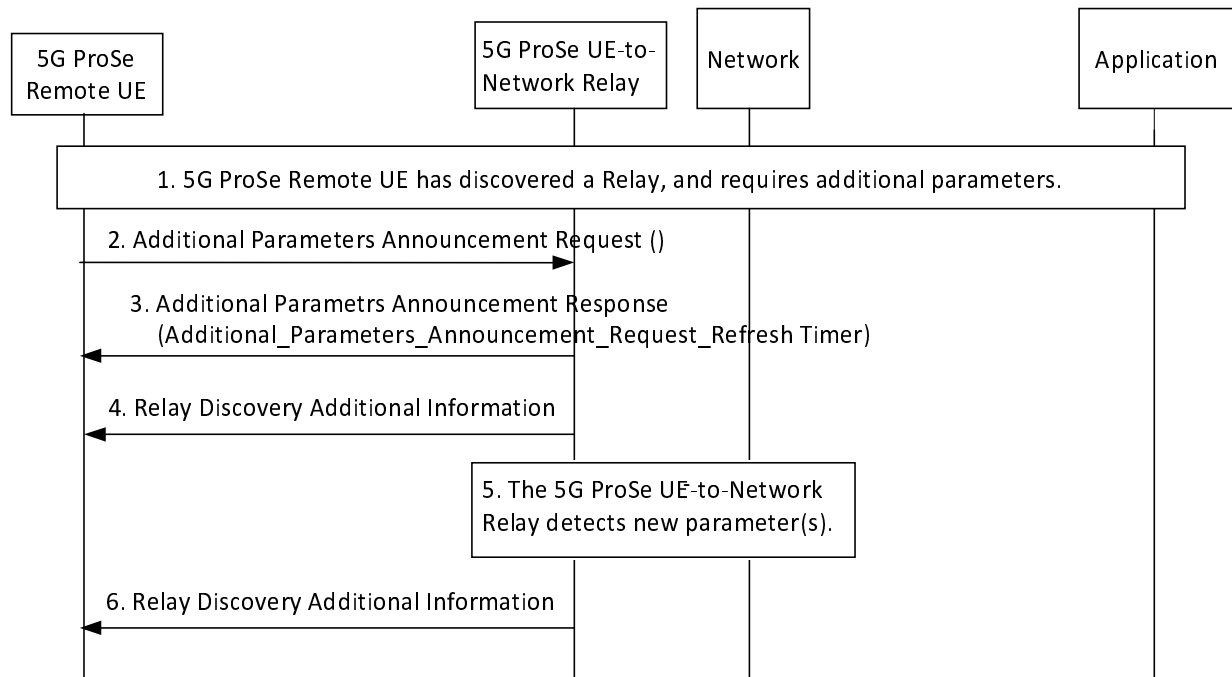 5G ProSe
Remote UE
5G ProSe UE-to-
Network Relay
Network
Application
1. 5G ProSe Remote UE has discovered a Relay, and requires additional parameters.
2. Additional Parameters Announcement Request ()
3. Additional Parametrs Announcement Response
(Additional_Parameters_Announcement_Request_Refresh Timer)
4. Relay Discovery Additional Information
5. The 5G ProSe UE-to-Network
Relay detects new parameter(s).
6. Relay Discovery Additional Information